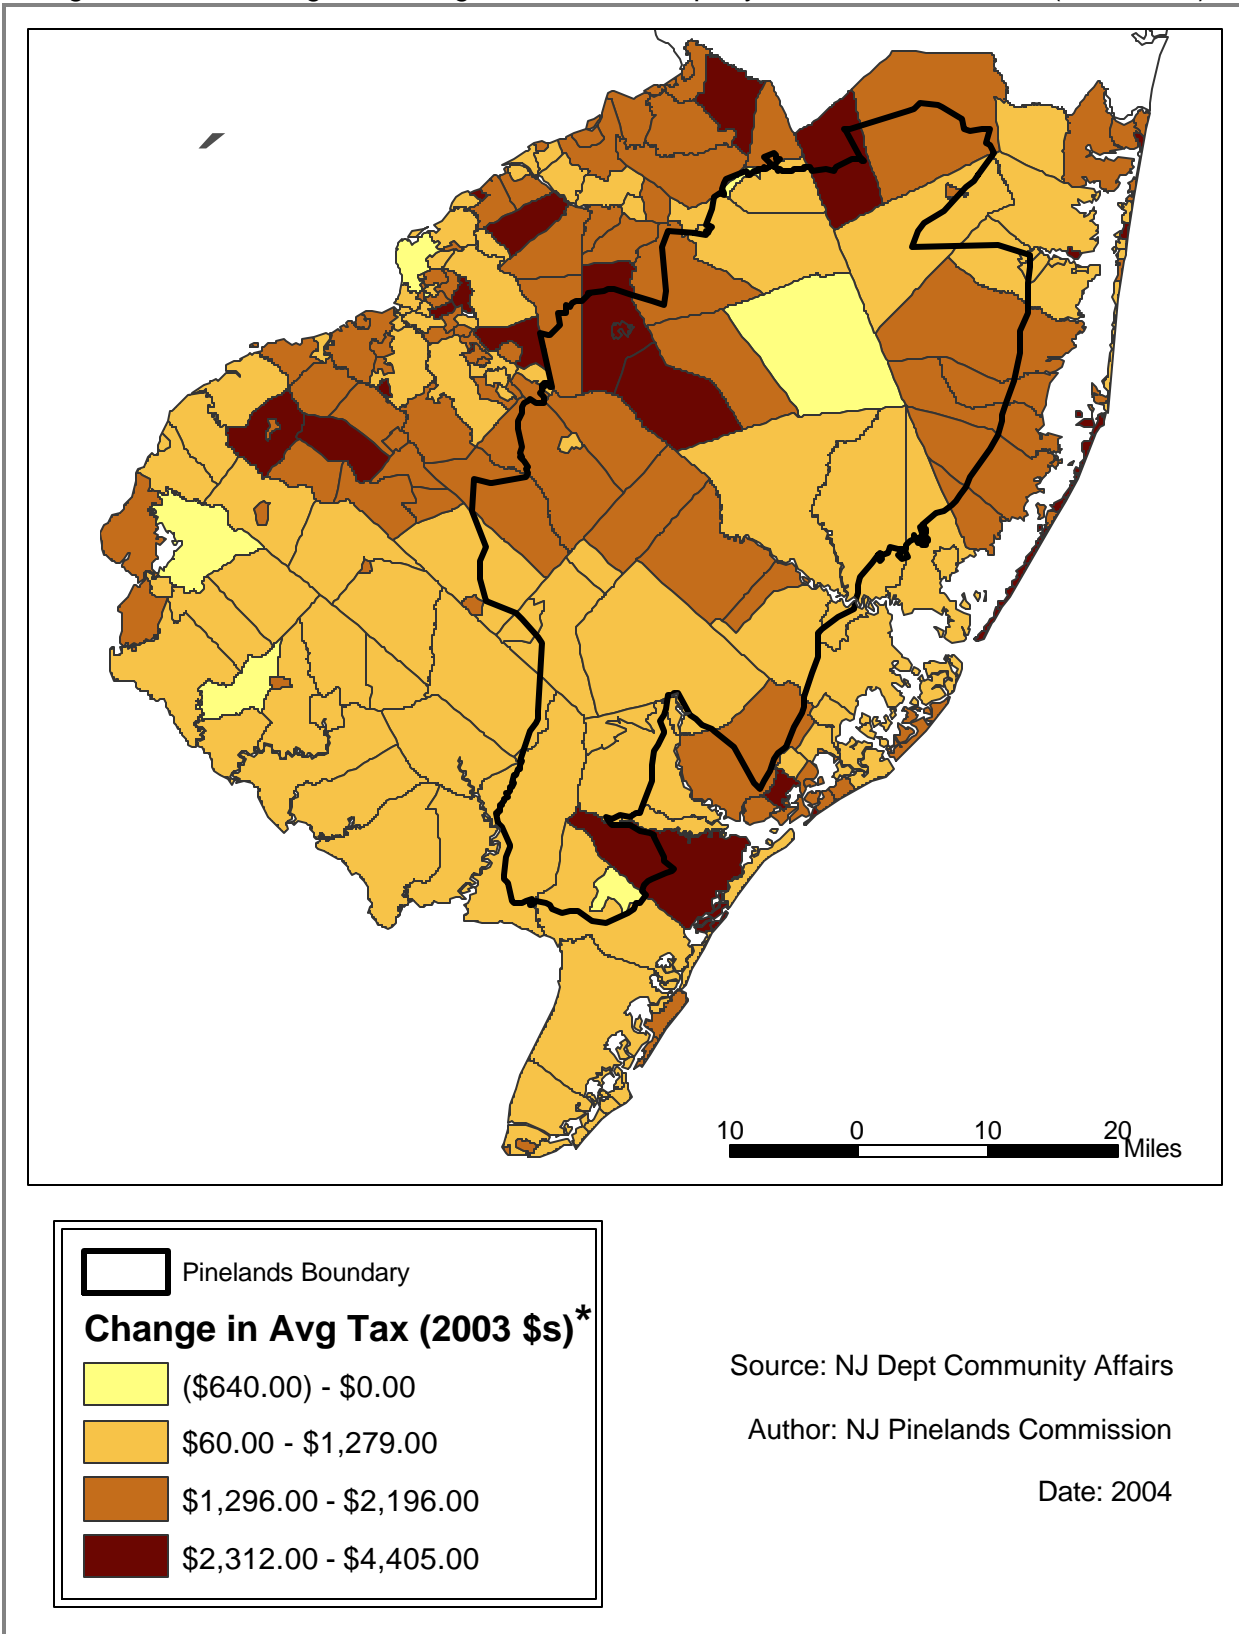 10 0 10 20
Miles
Pinelands Boundary
Change in Avg Tax (2003 $s)*
($640.00) - $0.00
$60.00 - $1,279.00
$1,296.00 - $2,196.00
$2,312.00 - $4,405.00
Source: NJ Dept Community Affairs
Author: NJ Pinelands Commission
Date: 2004